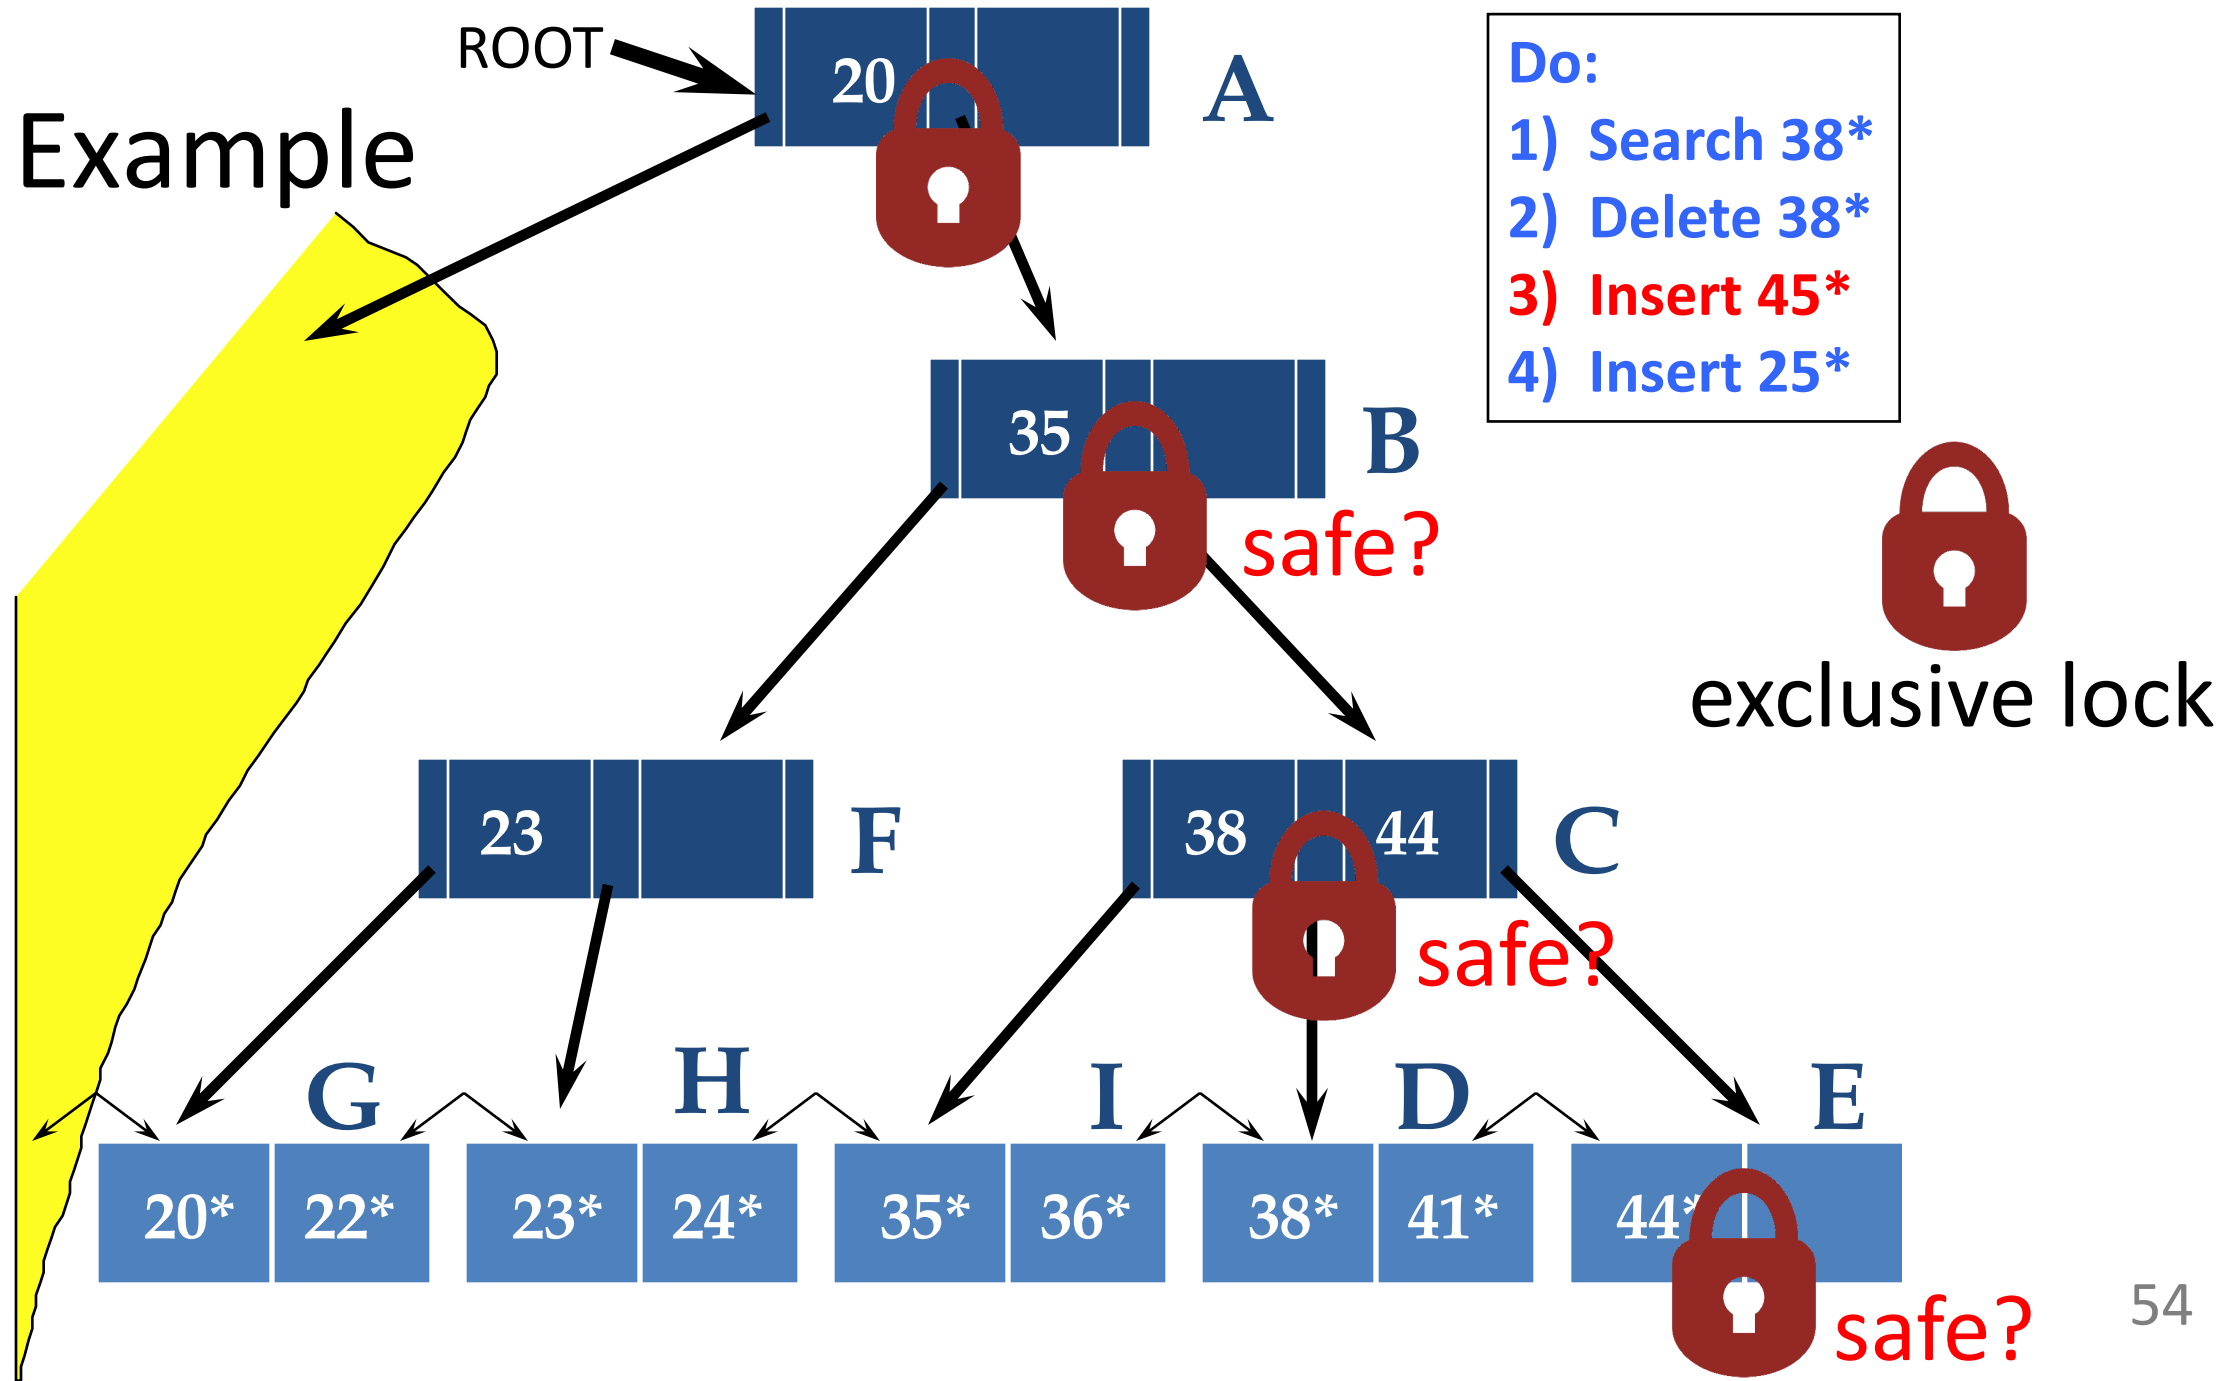 ROOT
20
A
Example
Do:
1) Search 38*
2) Delete 38*
3) Insert 45*
4) Insert 25*
35
B
safe?
exclusive lock
23
F
38 44
C
safe?
G H I D E
20* 22* 23* 24* 35* 36* 38* 41* 44*
safe?
54